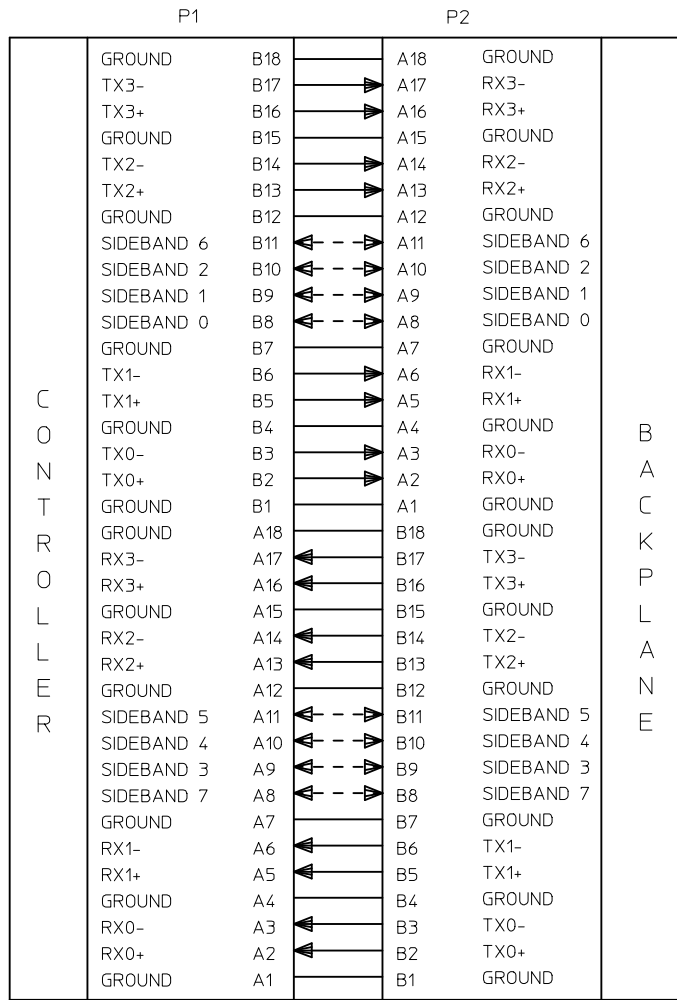 P1 P2
GROUND B18 A18 GROUND
TX3- B17 A17 RX3-
TX3+ B16 A16 RX3+
GROUND B15 A15 GROUND
TX2- B14 A14 RX2-
TX2+ B13 A13 RX2+
GROUND B12 A12 GROUND
SIDEBAND 6 B11 A11 SIDEBAND 6
SIDEBAND 2 B10 A10 SIDEBAND 2
SIDEBAND 1 B9 A9 SIDEBAND 1
SIDEBAND 0 B8 A8 SIDEBAND 0
GROUND B7 A7 GROUND
TX1- B6 A6 RX1-
TX1+ B5 A5 RX1+
GROUND B4 A4 GROUND
TX0- B3 A3 RX0-
TX0+ B2 A2 RX0+
GROUND B1 A1 GROUND
GROUND A18 B18 GROUND
RX3- A17 B17 TX3-
RX3+ A16 B16 TX3+
GROUND A15 B15 GROUND
RX2- A14 B14 TX2-
RX2+ A13 B13 TX2+
GROUND A12 B12 GROUND
SIDEBAND 5 A11 B11 SIDEBAND 5
SIDEBAND 4 A10 B10 SIDEBAND 4
SIDEBAND 3 A9 B9 SIDEBAND 3
SIDEBAND 7 A8 B8 SIDEBAND 7
GROUND A7 B7 GROUND
RX1- A6 B6 TX1-
RX1+ A5 B5 TX1+
GROUND A4 B4 GROUND
RX0- A3 B3 TX0-
RX0+ A2 B2 TX0+
GROUND A1 B1 GROUND
CONTROLLER
BACKPLANE